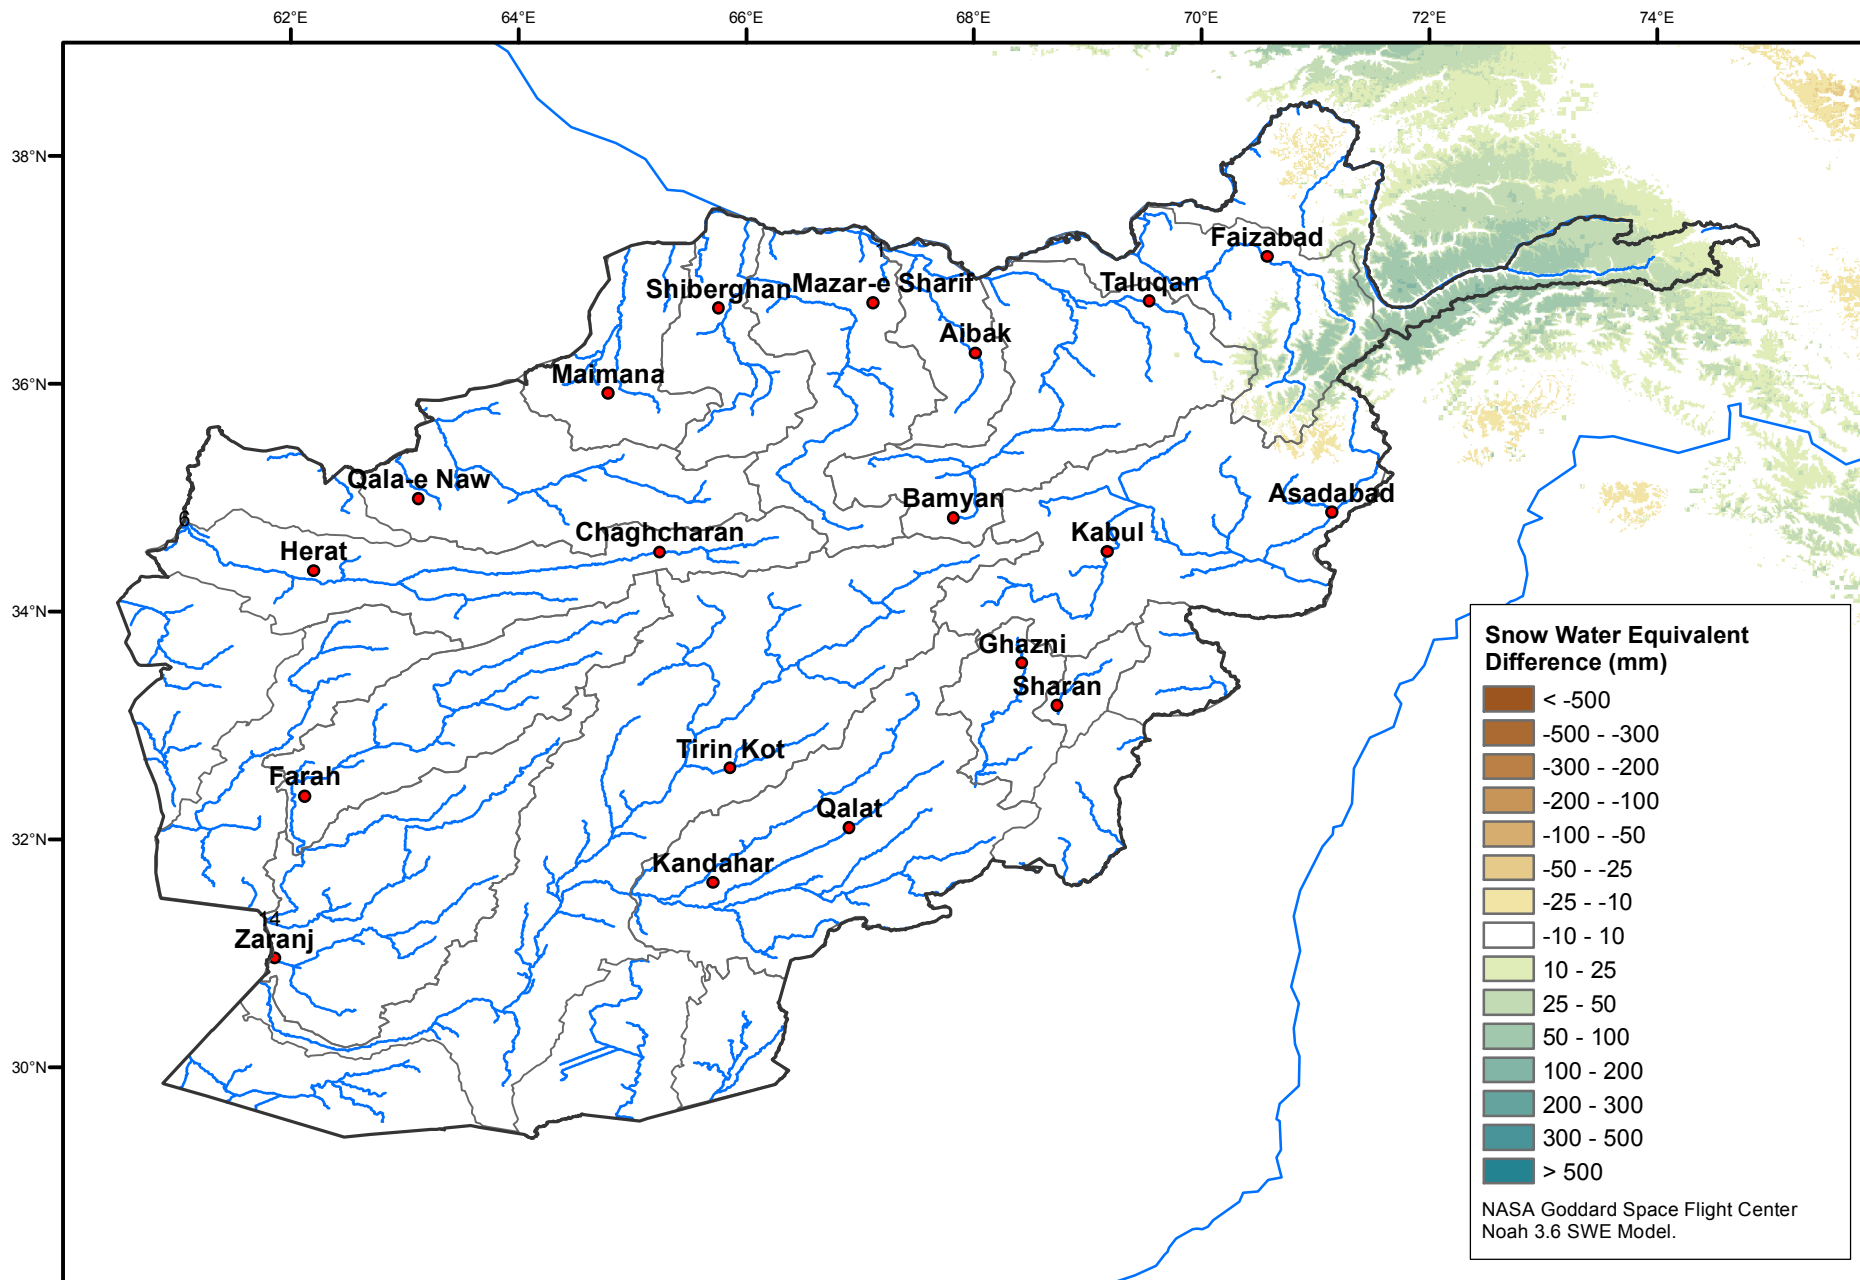 62°E
64°E
66°E
68°E
70°E
72°E
74°E
38°N
36°N
34°N
32°N
30°N
Faizabad
Shiberghan
Mazar-e Sharif
Taluqan
Aibak
Maimana
Qala-e Naw
Bamyan
Asadabad
6
Chaghcharan
Kabul
Herat
Ghazni
Sharan
Tirin Kot
Farah
Qalat
Kandahar
14
Zaranj
Snow Water Equivalent
Difference (mm)
< -500
-500 - -300
-300 - -200
-200 - -100
-100 - -50
-50 - -25
-25 - -10
-10 - 10
10 - 25
25 - 50
50 - 100
100 - 200
200 - 300
300 - 500
> 500
NASA Goddard Space Flight Center
Noah 3.6 SWE Model.